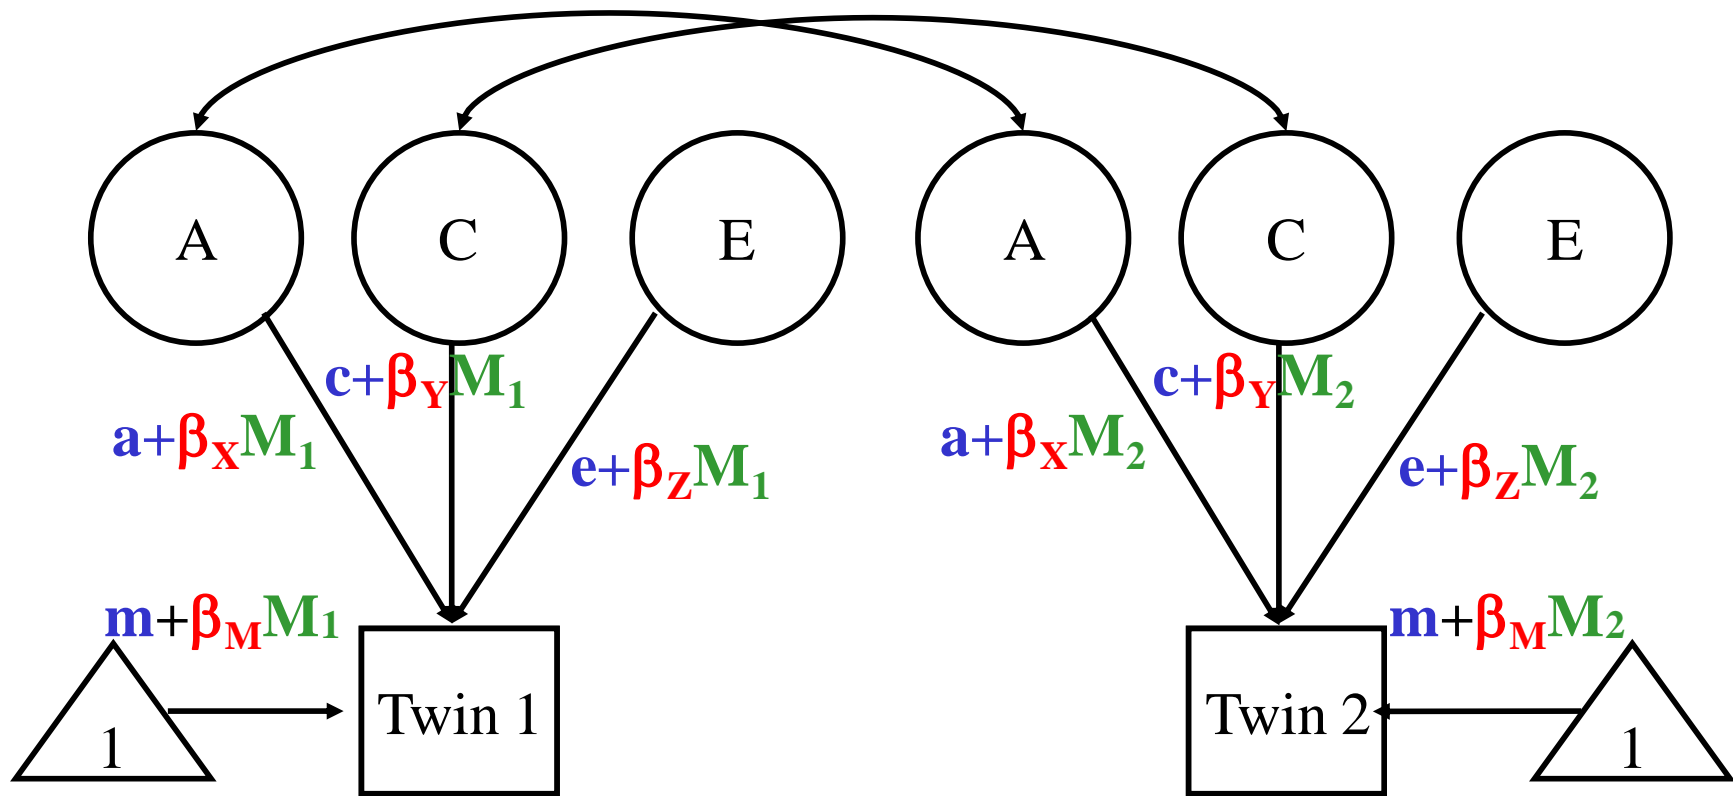 A C E A C E
c+βYM1 c+βYM2
a+βXM1 a+βXM2
e+βZM1 e+βZM2
m+βMM1 m+βMM2
1 Twin 1 Twin 2 1